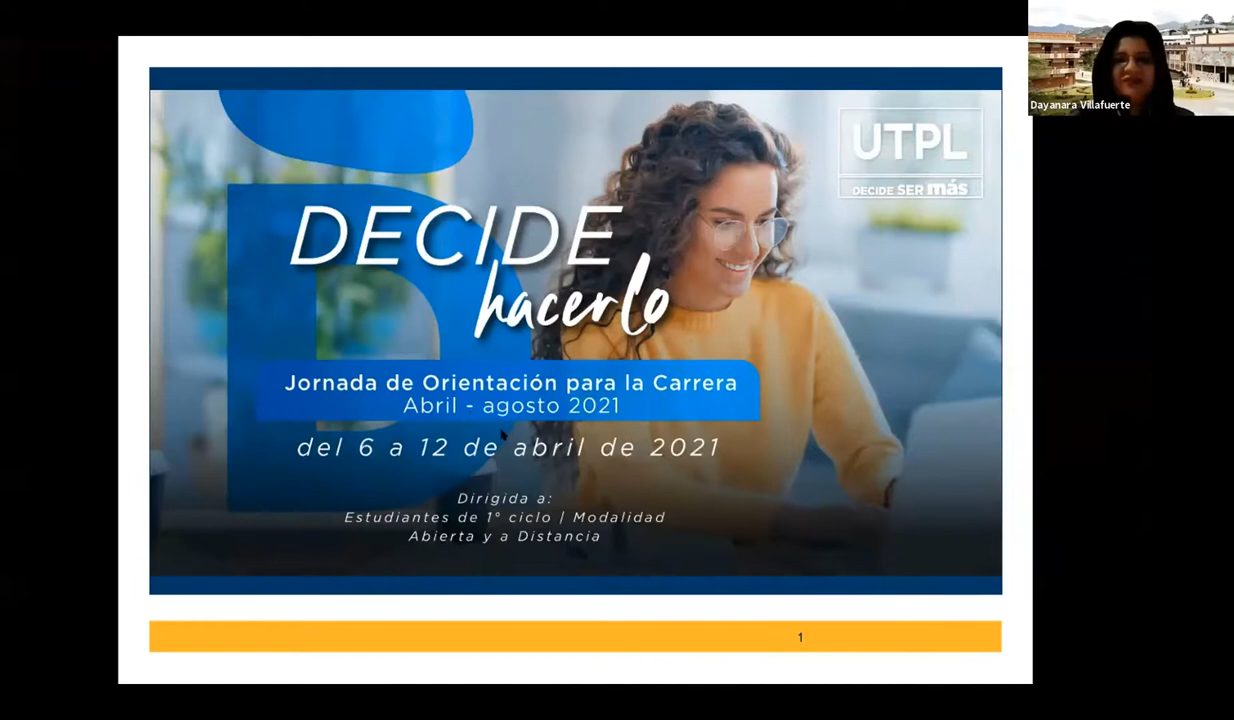 Dayanara Villafuerte
UTPL
DECIDE SER más
DECIDE
hacerlo
Jornada de Orientación para la Carrera
Abril - agosto 2021
del 6 a 12 de abril de 2021
Dirigida a:
Estudiantes de 1° ciclo | Modalidad
Abierta y a Distancia
1